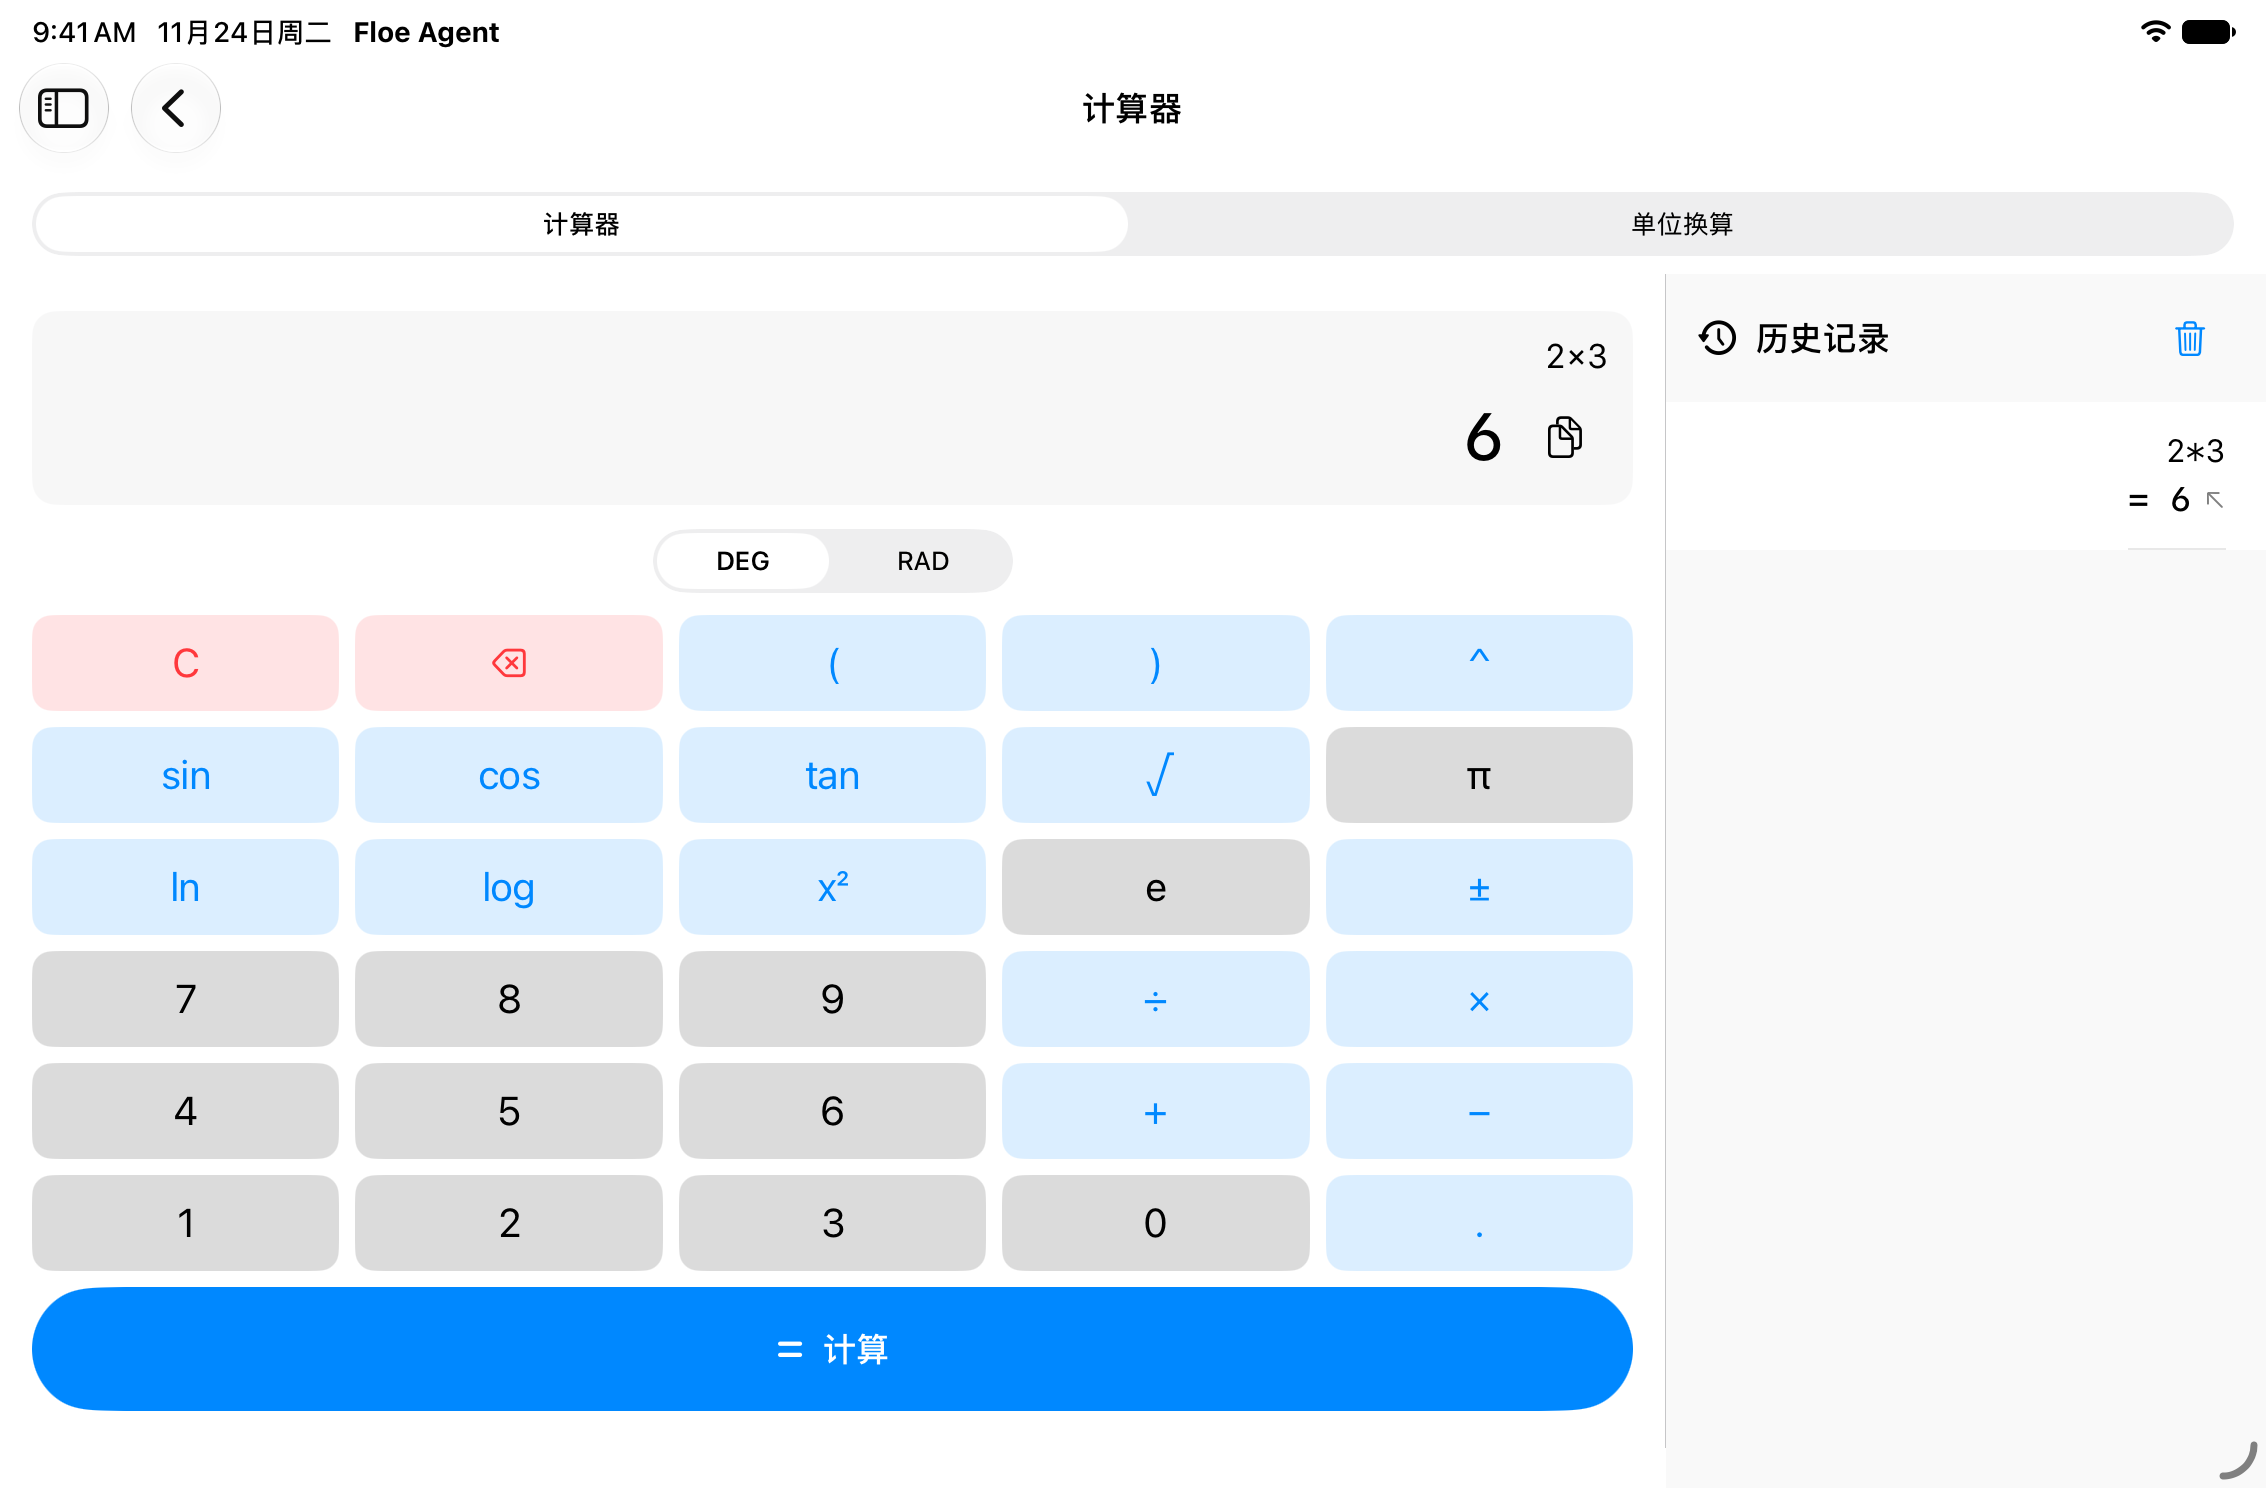 9:41 AM 11月24日周二 Floe Agent
计算器
计算器 单位换算
2×3
6
历史记录
2*3
= 6
DEG RAD
C ( ) ^
sin cos tan √ π
ln log x² e ±
7 8 9 ÷ ×
4 5 6 + −
1 2 3 0 .
= 计算